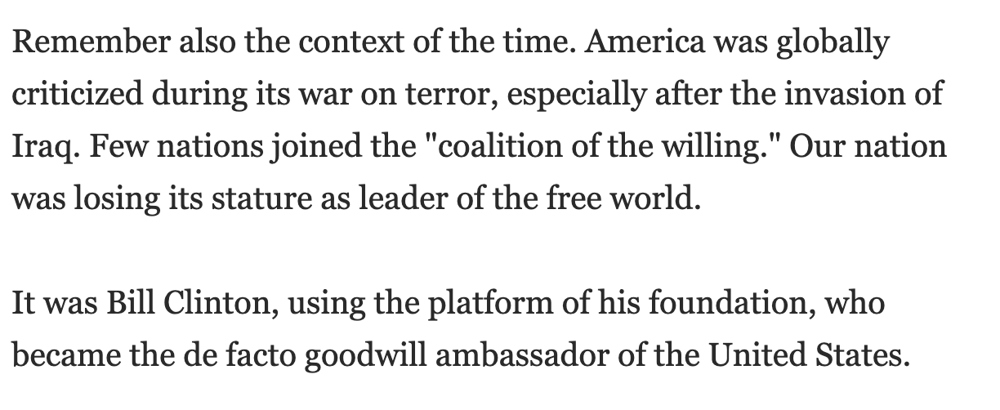 Remember also the context of the time. America was globally
criticized during its war on terror, especially after the invasion of
Iraq. Few nations joined the "coalition of the willing." Our nation
was losing its stature as leader of the free world.
It was Bill Clinton, using the platform of his foundation, who
became the de facto goodwill ambassador of the United States.